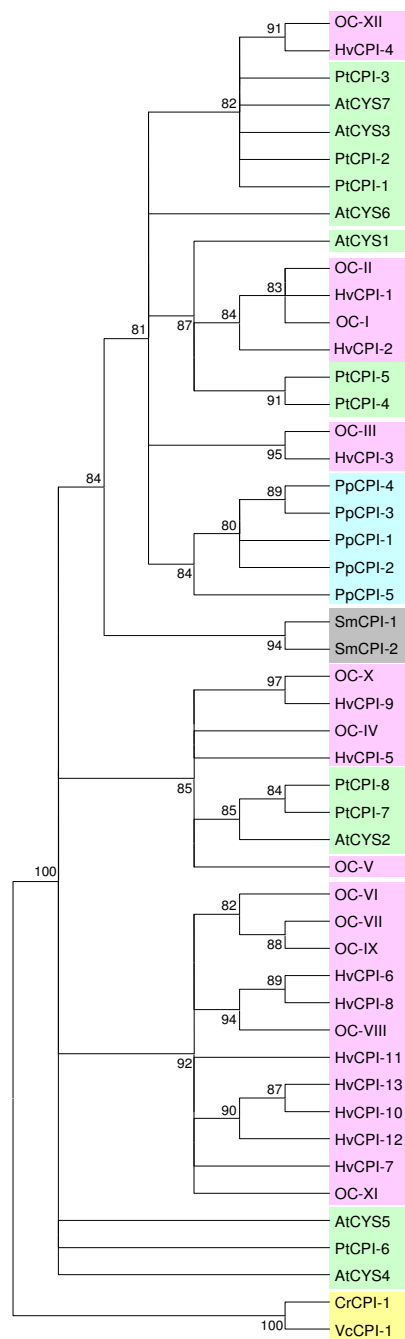 91
OC-XII
HvCPI-4
PtCPI-3
82
AtCYS7
AtCYS3
PtCPI-2
PtCPI-1
AtCYS6
AtCYS1
OC-II
83
HvCPI-1
84
OC-I
81
87
HvCPI-2
PtCPI-5
91
PtCPI-4
OC-III
95
HvCPI-3
84
89
PpCPI-4
PpCPI-3
80
PpCPI-1
84
PpCPI-2
PpCPI-5
SmCPI-1
94
SmCPI-2
97
OC-X
HvCPI-9
OC-IV
HvCPI-5
85
84
PtCPI-8
85
PtCPI-7
AtCYS2
100
OC-V
82
OC-VI
OC-VII
88
OC-IX
89
HvCPI-6
HvCPI-8
94
OC-VIII
92
HvCPI-11
87
HvCPI-13
90
HvCPI-10
HvCPI-12
HvCPI-7
OC-XI
AtCYS5
PtCPI-6
AtCYS4
CrCPI-1
100
VcCPI-1